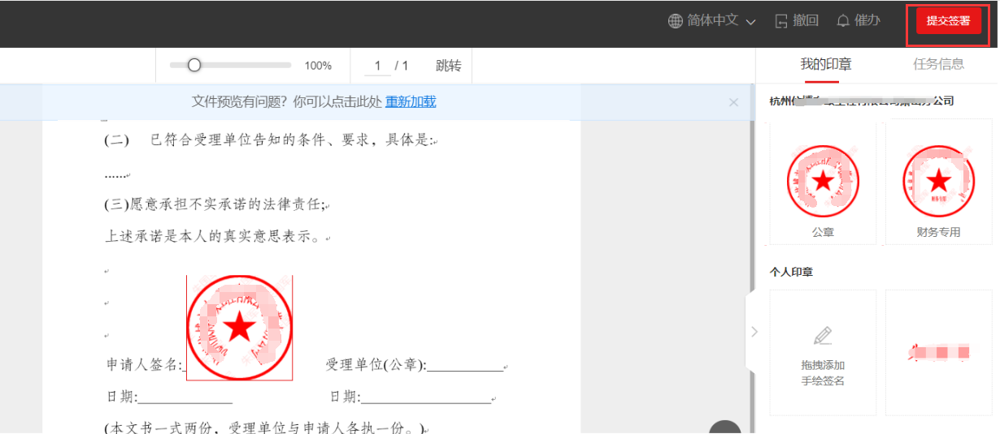 简体中文 撤回 催办 提交签署
100% 1 / 1 跳转 我的印章 任务信息
文件预览有问题？你可以点击此处 重新加载
杭州
公司
(二) 已符合受理单位告知的条件、要求，具体是:
......
(三)愿意承担不实承诺的法律责任;
上述承诺是本人的真实意思表示。
公章 财务专用
个人印章
拖拽添加
手绘签名
申请人签名: 受理单位(公章):
日期: 日期:
(本文书一式两份，受理单位与申请人各执一份。)